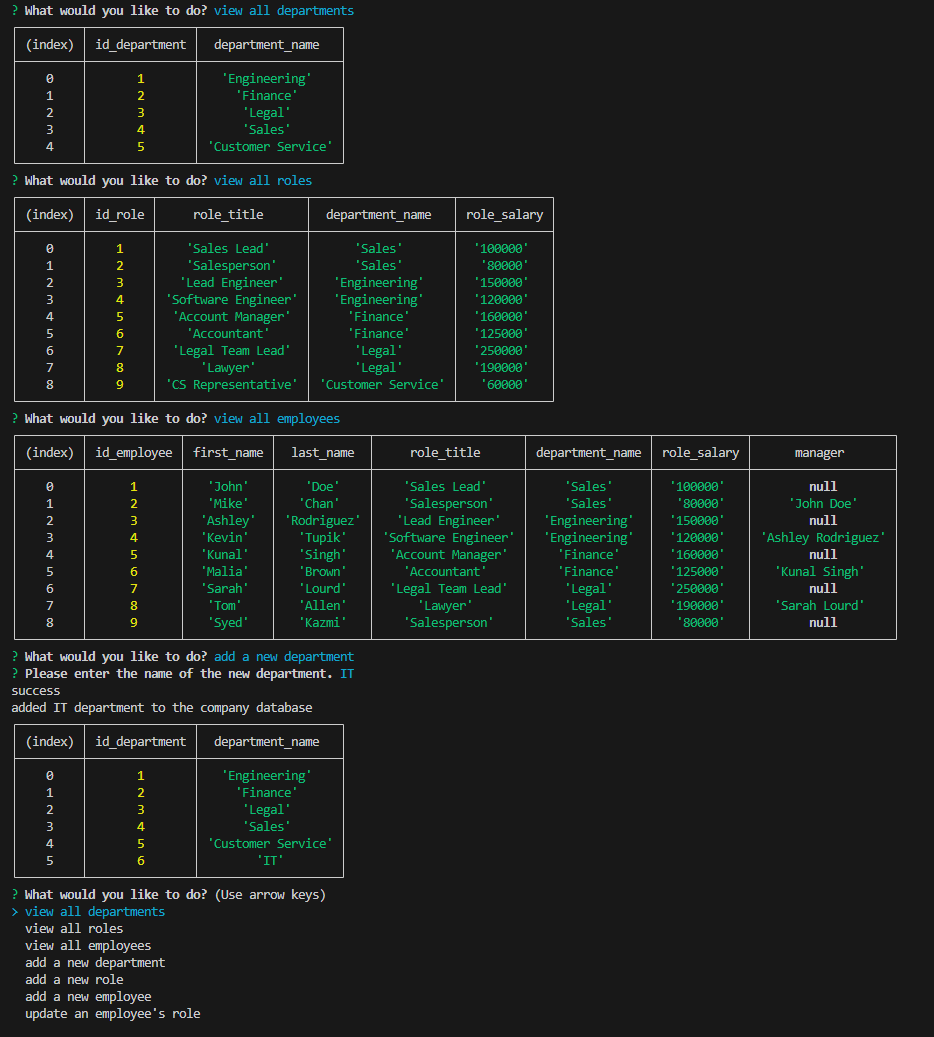 ? What would you like to do? view all departments
(index) id_department department_name
0 1 'Engineering'
1 2 'Finance'
2 3 'Legal'
3 4 'Sales'
4 5 'Customer Service'
? What would you like to do? view all roles
(index) id_role role_title department_name role_salary
0 1 'Sales Lead' 'Sales' '100000'
1 2 'Salesperson' 'Sales' '80000'
2 3 'Lead Engineer' 'Engineering' '150000'
3 4 'Software Engineer' 'Engineering' '120000'
4 5 'Account Manager' 'Finance' '160000'
5 6 'Accountant' 'Finance' '125000'
6 7 'Legal Team Lead' 'Legal' '250000'
7 8 'Lawyer' 'Legal' '190000'
8 9 'CS Representative' 'Customer Service' '60000'
? What would you like to do? view all employees
(index) id_employee first_name last_name role_title department_name role_salary manager
0 1 'John' 'Doe' 'Sales Lead' 'Sales' '100000' null
1 2 'Mike' 'Chan' 'Salesperson' 'Sales' '80000' 'John Doe'
2 3 'Ashley' 'Rodriguez' 'Lead Engineer' 'Engineering' '150000' null
3 4 'Kevin' 'Tupik' 'Software Engineer' 'Engineering' '120000' 'Ashley Rodriguez'
4 5 'Kunal' 'Singh' 'Account Manager' 'Finance' '160000' null
5 6 'Malia' 'Brown' 'Accountant' 'Finance' '125000' 'Kunal Singh'
6 7 'Sarah' 'Lourd' 'Legal Team Lead' 'Legal' '250000' null
7 8 'Tom' 'Allen' 'Lawyer' 'Legal' '190000' 'Sarah Lourd'
8 9 'Syed' 'Kazmi' 'Salesperson' 'Sales' '80000' null
? What would you like to do? add a new department
? Please enter the name of the new department. IT
success
added IT department to the company database
(index) id_department department_name
0 1 'Engineering'
1 2 'Finance'
2 3 'Legal'
3 4 'Sales'
4 5 'Customer Service'
5 6 'IT'
? What would you like to do? (Use arrow keys)
> view all departments
view all roles
view all employees
add a new department
add a new role
add a new employee
update an employee's role